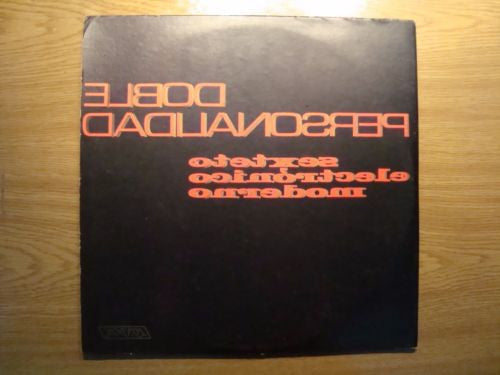 DOBLE
PERSONALIDAD
sexteto
electrónico
moderno